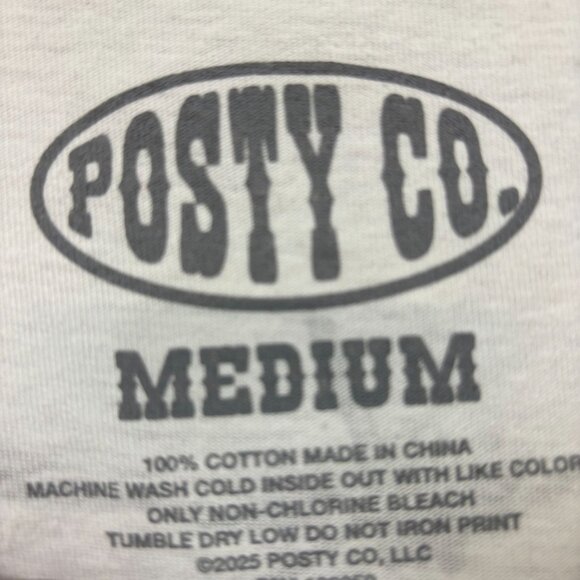 POSTY CO.
MEDIUM
100% COTTON MADE IN CHINA
MACHINE WASH COLD INSIDE OUT WITH LIKE COLOR
ONLY NON-CHLORINE BLEACH
TUMBLE DRY LOW DO NOT IRON PRINT
©2025 POSTY CO, LLC